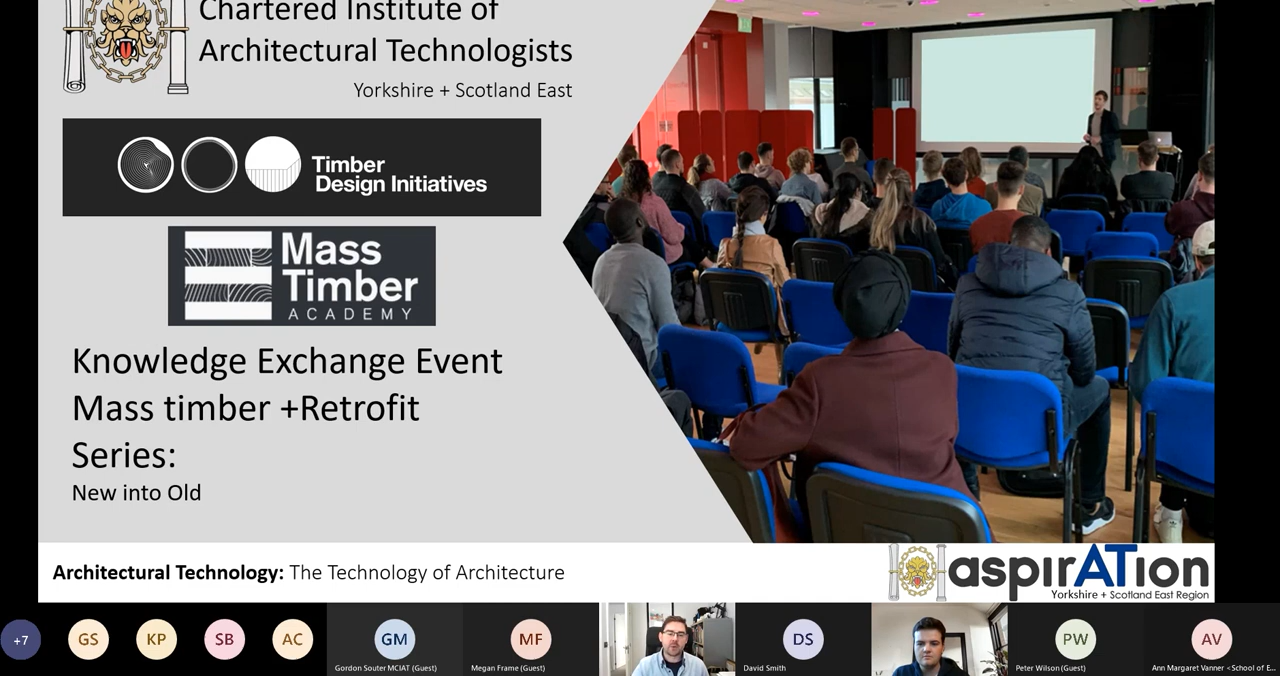 Chartered Institute of
Architectural Technologists
Yorkshire + Scotland East
Timber
Design Initiatives
Mass
Timber
ACADEMY
Knowledge Exchange Event
Mass timber +Retrofit
Series:
New into Old
Architectural Technology: The Technology of Architecture
aspirATion
Yorkshire + Scotland East Region
+7
GS
KP
SB
AC
GM
Gordon Souter MCIAT (Guest)
MF
Megan Frame (Guest)
DS
David Smith
PW
Peter Wilson (Guest)
AV
Ann Margaret Vanner <School of E...